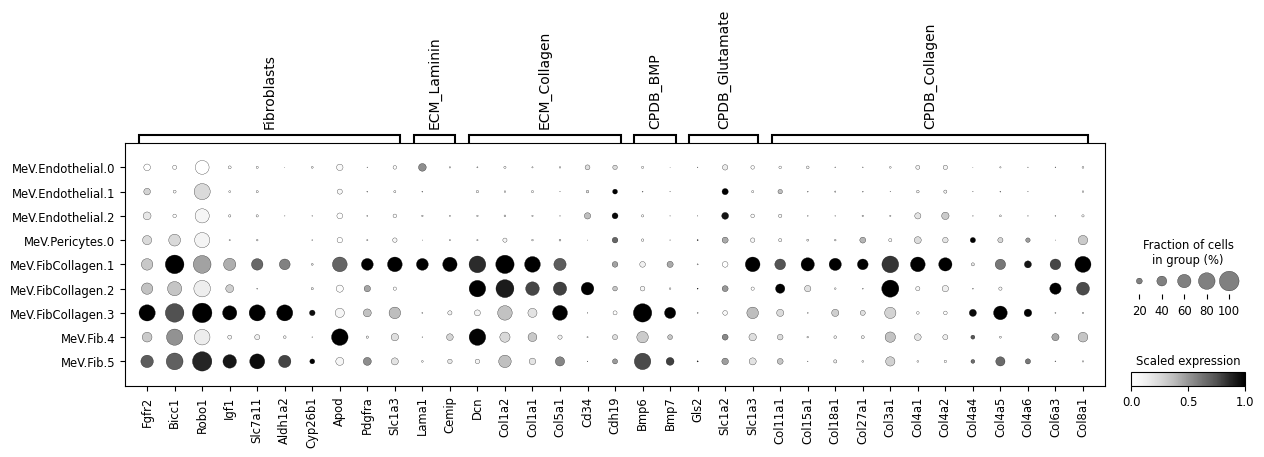 Fibroblasts
ECM_Laminin
ECM_Collagen
CPDB_BMP
CPDB_Glutamate
CPDB_Collagen
MeV.Endothelial.0
MeV.Endothelial.1
MeV.Endothelial.2
MeV.Pericytes.0
MeV.FibCollagen.1
MeV.FibCollagen.2
MeV.FibCollagen.3
MeV.Fib.4
MeV.Fib.5
Fgfr2
Bicc1
Robo1
Igf1
Slc7a11
Aldh1a2
Cyp26b1
Apod
Pdgfra
Slc1a3
Lama1
Cemip
Dcn
Col1a2
Col1a1
Col5a1
Cd34
Cdh19
Bmp6
Bmp7
Gls2
Slc1a2
Slc1a3
Col11a1
Col15a1
Col18a1
Col27a1
Col3a1
Col4a1
Col4a2
Col4a4
Col4a5
Col4a6
Col6a3
Col8a1
Fraction of cells
in group (%)
20 40 60 80 100
Scaled expression
0.0 0.5 1.0